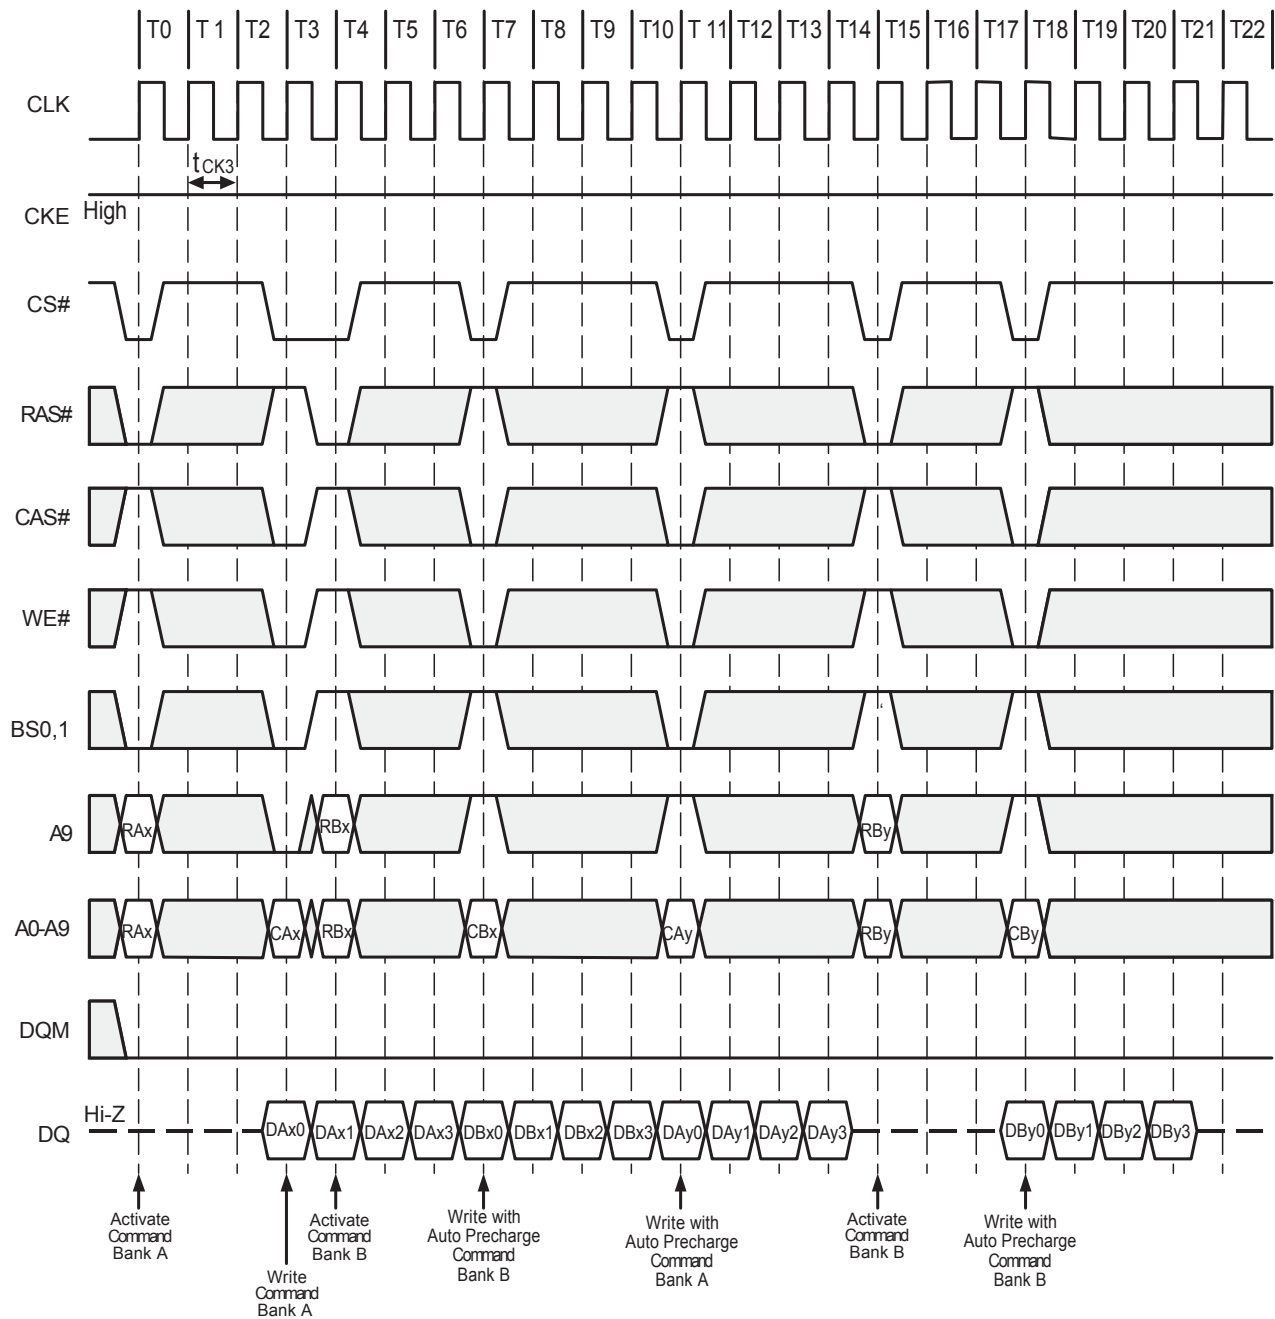 T0 T 1 T2 T3 T4 T5 T6 T7 T8 T9 T10 T 11 T12 T13 T14 T15 T16 T17 T18 T19 T20 T21 T22
CLK
tCK3
CKE High
CS#
RAS#
CAS#
WE#
BS0,1
A9 RAx RBx RBy
A0-A9 RAx CAx RBx CBx CAy RBy CBy
DQM
Hi-Z
DQ DAx0 DAx1 DAx2 DAx3 DBx0 DBx1 DBx2 DBx3 DAy0 DAy1 DAy2 DAy3 DBy0 DBy1 DBy2 DBy3
Activate
Command
Bank A
Write
Command
Bank A
Activate
Command
Bank B
Write with
Auto Precharge
Command
Bank B
Write with
Auto Precharge
Command
Bank A
Activate
Command
Bank B
Write with
Auto Precharge
Command
Bank B